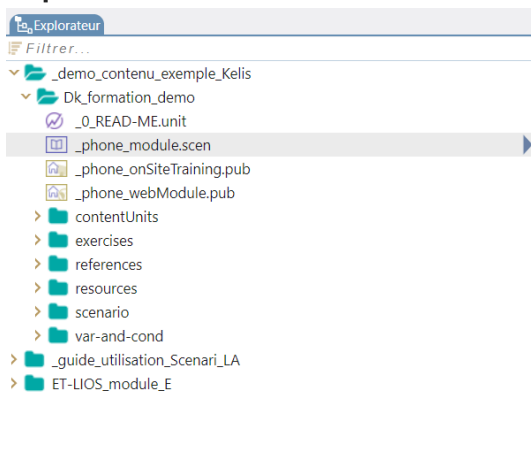 Explorateur
Filtrer...
_demo_contenu_exemple_Kelis
Dk_formation_demo
_0_READ-ME.unit
_phone_module.scen
_phone_onSiteTraining.pub
_phone_webModule.pub
contentUnits
exercises
references
resources
scenario
var-and-cond
_guide_utilisation_Scenari_LA
ET-LIOS_module_E